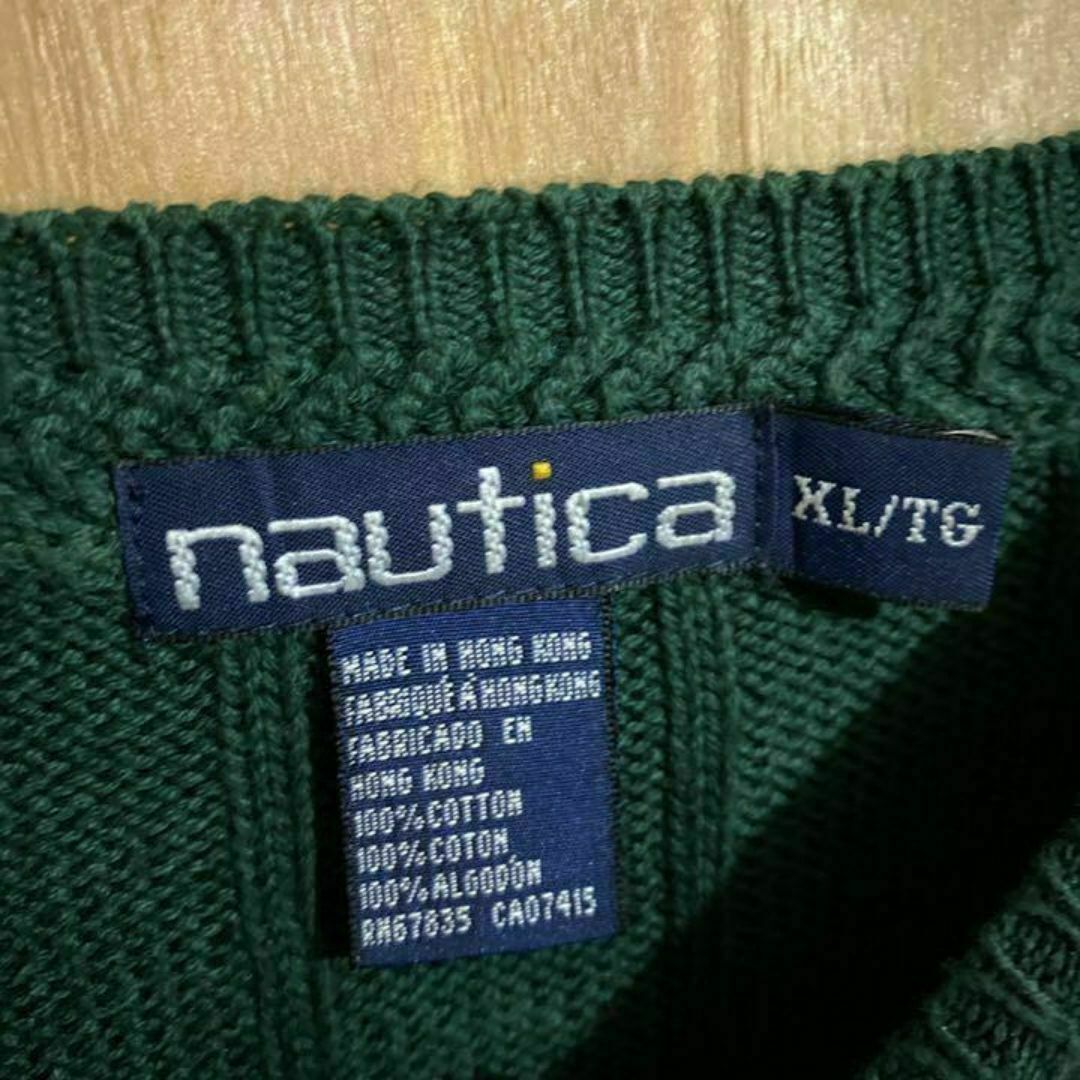 nautica
XL/TG
MADE IN HONG KONG
FABRIQUÉ À HONG KONG
FABRICADO EN
HONG KONG
100% COTTON
100% COTON
100% ALGODÓN
RN67835 CA07415